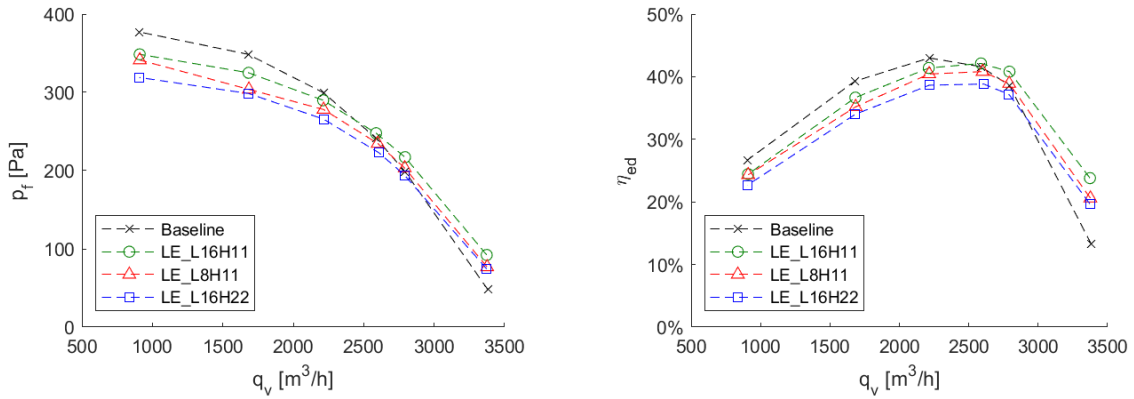 400
300
200
100
0
p_f [Pa]
500 1000 1500 2000 2500 3000 3500
q_v [m³/h]
Baseline
LE_L16H11
LE_L8H11
LE_L16H22
50%
40%
30%
20%
10%
0%
η_ed
500 1000 1500 2000 2500 3000 3500
q_v [m³/h]
Baseline
LE_L16H11
LE_L8H11
LE_L16H22